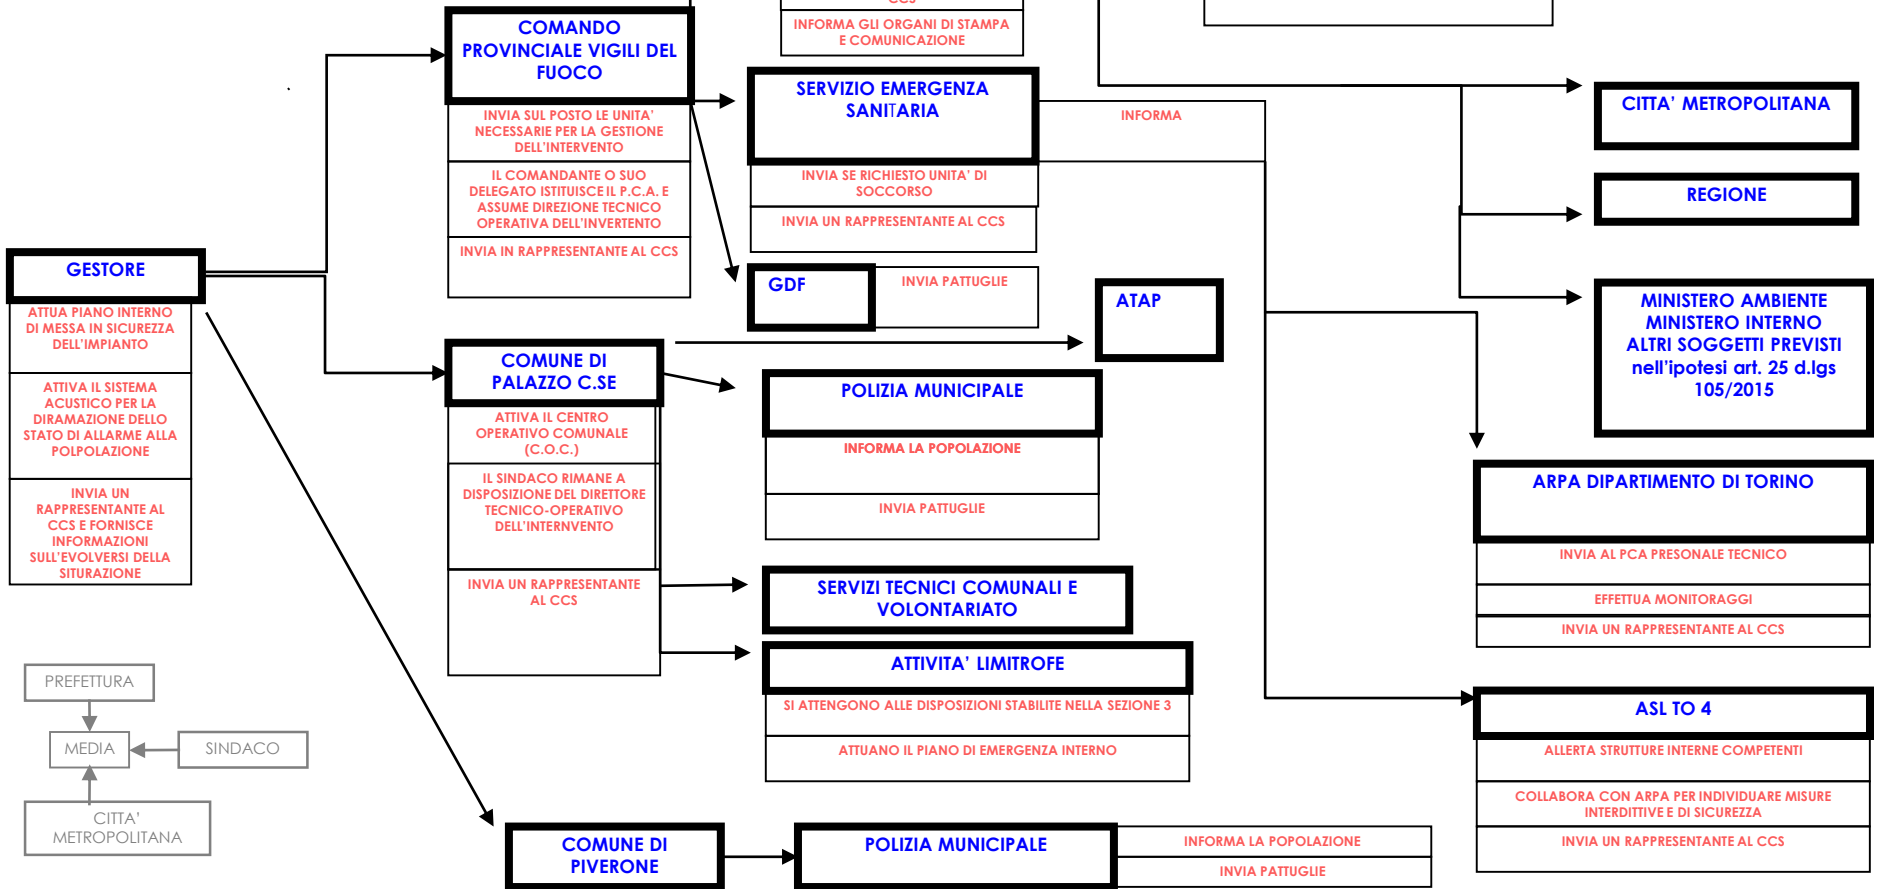 CCS
INFORMA GLI ORGANI DI STAMPA
E COMUNICAZIONE
COMANDO
PROVINCIALE VIGILI DEL
FUOCO
INVIA SUL POSTO LE UNITA'
NECESSARIE PER LA GESTIONE
DELL'INTERVENTO
IL COMANDANTE O SUO
DELEGATO ISTITUISCE IL P.C.A. E
ASSUME DIREZIONE TECNICO
OPERATIVA DELL'INVERTENTO
INVIA IN RAPPRESENTANTE AL CCS
SERVIZIO EMERGENZA
SANITARIA
INFORMA
INVIA SE RICHIESTO UNITA' DI
SOCCORSO
INVIA UN RAPPRESENTANTE AL CCS
GDF
INVIA PATTUGLIE
ATAP
CITTA' METROPOLITANA
REGIONE
MINISTERO AMBIENTE
MINISTERO INTERNO
ALTRI SOGGETTI PREVISTI
nell'ipotesi art. 25 d.lgs
105/2015
GESTORE
ATTUA PIANO INTERNO
DI MESSA IN SICUREZZA
DELL'IMPIANTO
ATTIVA IL SISTEMA
ACUSTICO PER LA
DIRAMAZIONE DELLO
STATO DI ALLARME ALLA
POLPOLAZIONE
INVIA UN
RAPPRESENTANTE AL
CCS E FORNISCE
INFORMAZIONI
SULL'EVOLVERSI DELLA
SITURAZIONE
COMUNE DI
PALAZZO C.SE
ATTIVA IL CENTRO
OPERATIVO COMUNALE
(C.O.C.)
IL SINDACO RIMANE A
DISPOSIZIONE DEL DIRETTORE
TECNICO-OPERATIVO
DELL'INTERNVENTO
INVIA UN RAPPRESENTANTE
AL CCS
POLIZIA MUNICIPALE
INFORMA LA POPOLAZIONE
INVIA PATTUGLIE
SERVIZI TECNICI COMUNALI E
VOLONTARIATO
ATTIVITA' LIMITROFE
SI ATTENGONO ALLE DISPOSIZIONI STABILITE NELLA SEZIONE 3
ATTUANO IL PIANO DI EMERGENZA INTERNO
ARPA DIPARTIMENTO DI TORINO
INVIA AL PCA PRESONALE TECNICO
EFFETTUA MONITORAGGI
INVIA UN RAPPRESENTANTE AL CCS
ASL TO 4
ALLERTA STRUTTURE INTERNE COMPETENTI
COLLABORA CON ARPA PER INDIVIDUARE MISURE
INTERDITTIVE E DI SICUREZZA
INVIA UN RAPPRESENTANTE AL CCS
PREFETTURA
MEDIA
SINDACO
CITTA'
METROPOLITANA
COMUNE DI
PIVERONE
POLIZIA MUNICIPALE
INFORMA LA POPOLAZIONE
INVIA PATTUGLIE